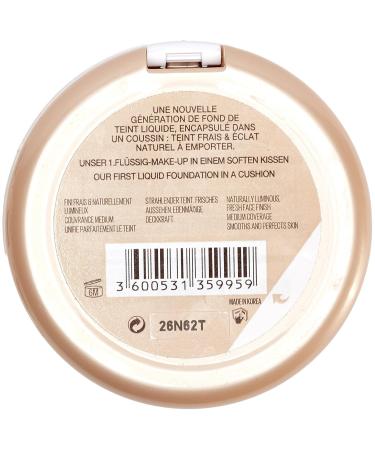 UNE NOUVELLE
GÉNÉRATION DE FOND DE
TEINT LIQUIDE, ENCAPSULÉ DANS
UN COUSSIN : TEINT FRAIS & ÉCLAT
NATUREL À EMPORTER.
UNSER 1.FLÜSSIG-MAKE-UP IN EINEM SOFTEN KISSEN
OUR FIRST LIQUID FOUNDATION IN A CUSHION
FINI FRAIS & NATURELLEMENT
LUMINEUX
COUVRANCE MEDIUM
UNIFIE PARFAITEMENT LE TEINT
STRAHLENDER TEINT, FRISCHES
AUSSEHEN, EBENMÄßIGE
DECKKRAFT.
NATURALLY LUMINOUS,
FRESH FACE FINISH
MEDIUM COVERAGE
SMOOTHS AND PERFECTS SKIN
6M
3 600531 359959
MADE IN KOREA
26N62T